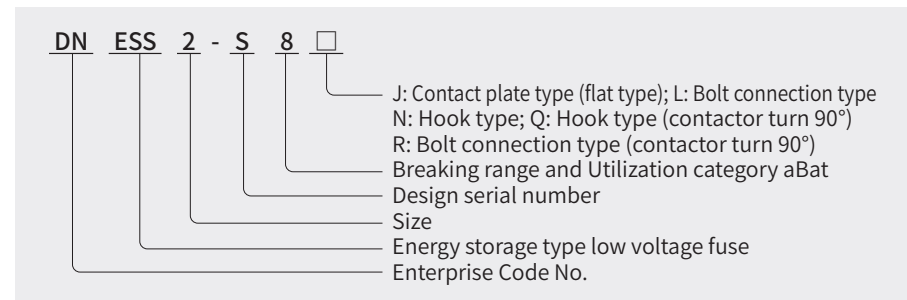 DN ESS 2 - S 8 □
J: Contact plate type (flat type); L: Bolt connection type
N: Hook type; Q: Hook type (contactor turn 90°)
R: Bolt connection type (contactor turn 90°)
Breaking range and Utilization category aBat
Design serial number
Size
Energy storage type low voltage fuse
Enterprise Code No.